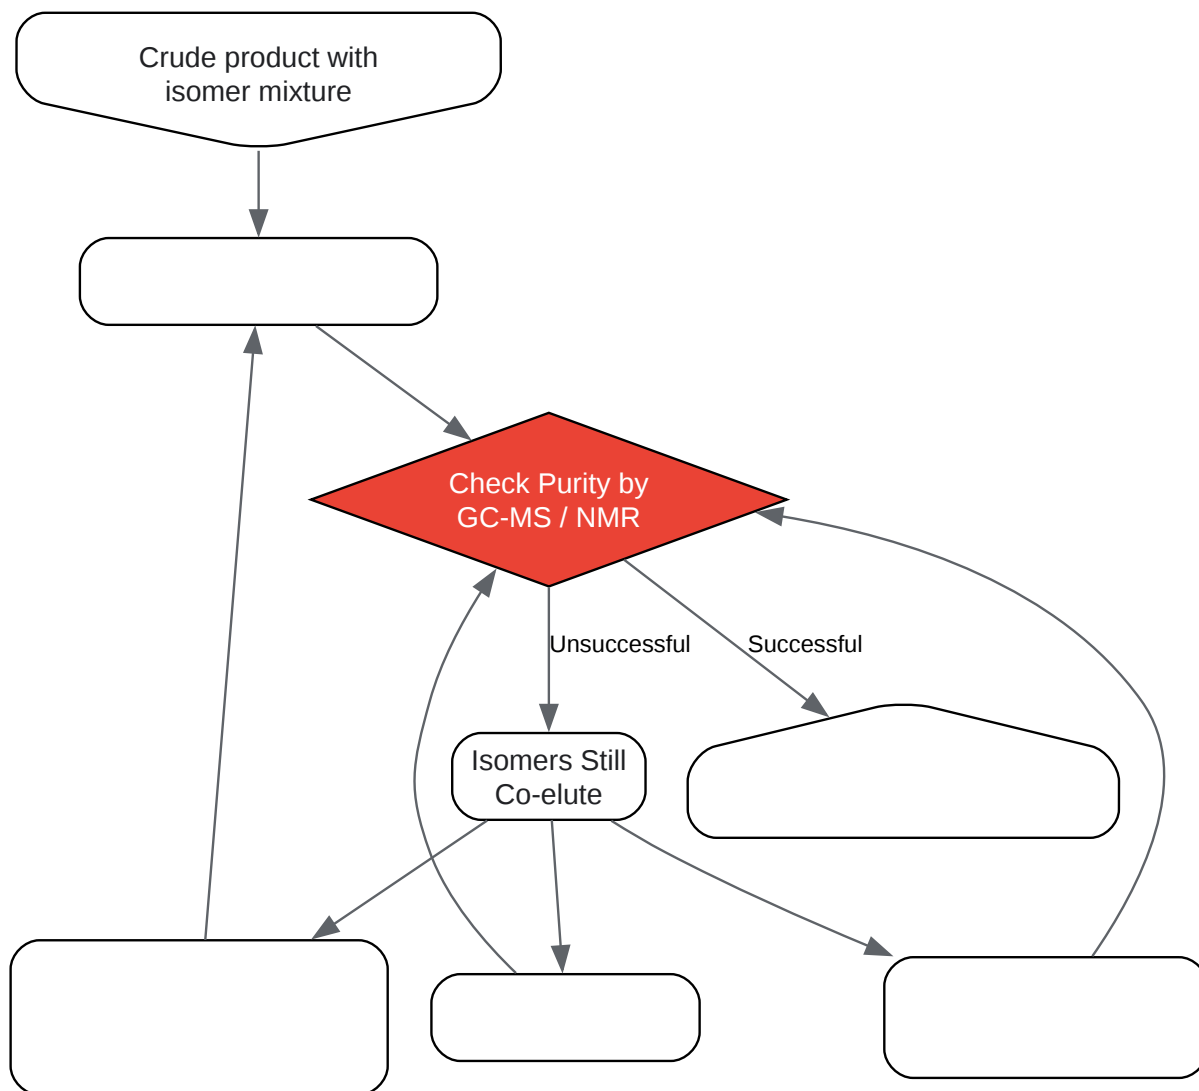 Crude product with
isomer mixture
Check Purity by
GC-MS / NMR
Unsuccessful
Successful
Isomers Still
Co-elute